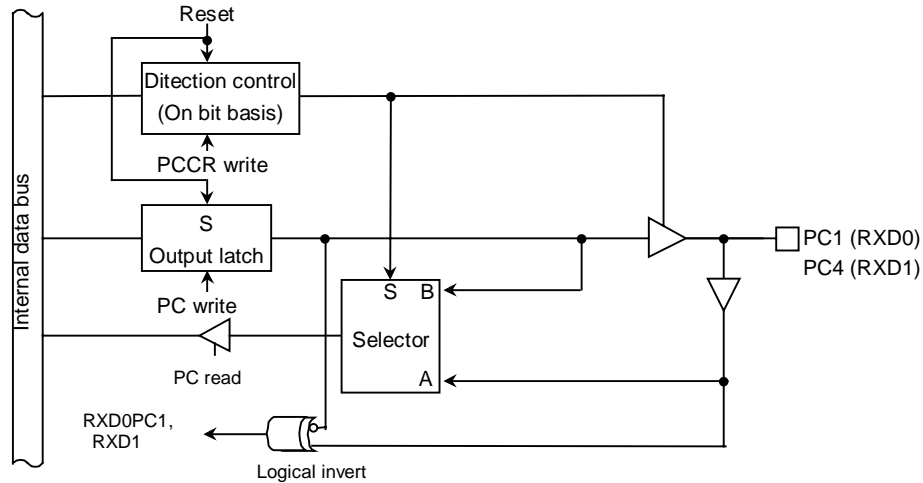 Reset
Ditection control
(On bit basis)
PCCR write
Internal data bus
S
Output latch
PC write
PC1 (RXD0)
PC4 (RXD1)
S B
Selector
A
PC read
RXD0PC1,
RXD1
Logical invert